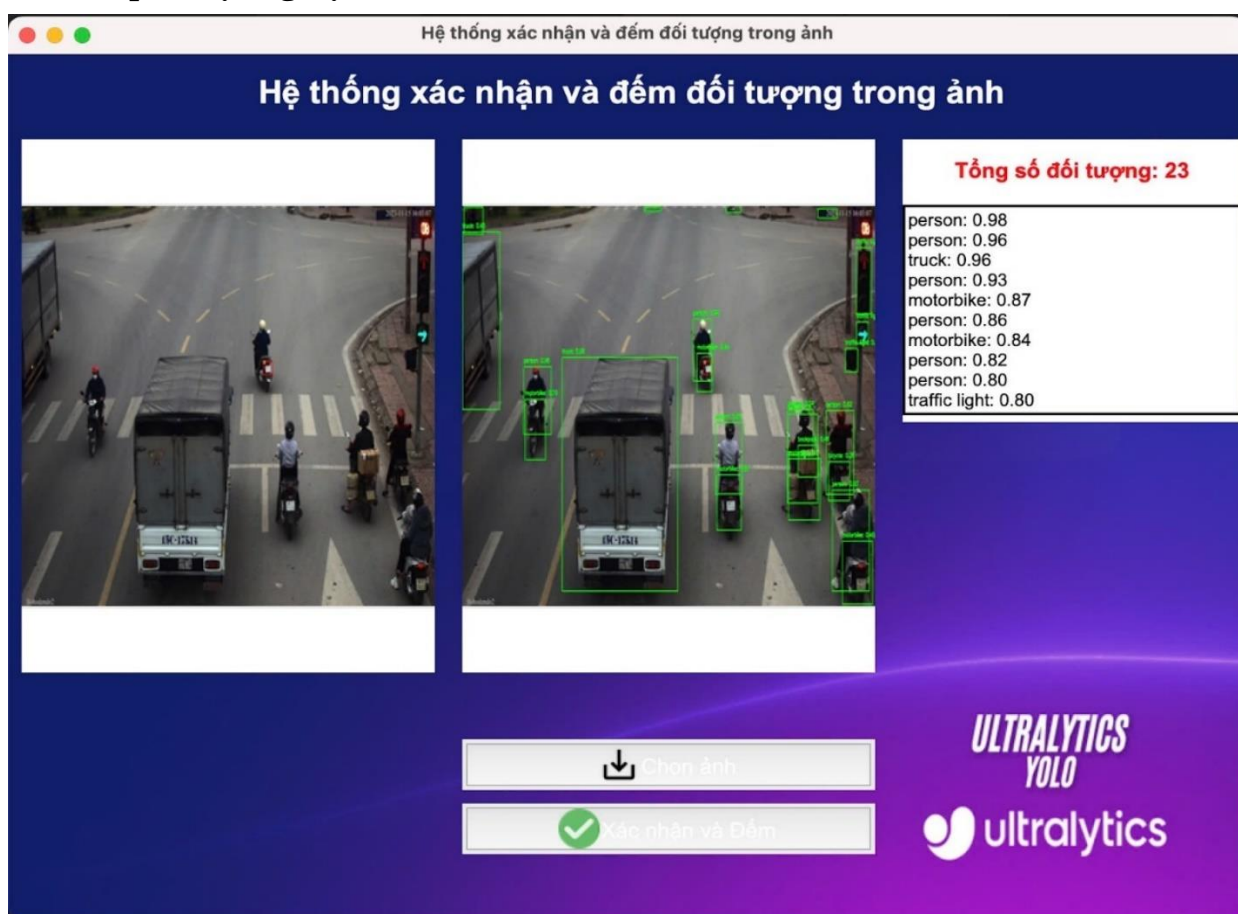 Hệ thống xác nhận và đếm đối tượng trong ảnh
Hệ thống xác nhận và đếm đối tượng trong ảnh
Tổng số đối tượng: 23
person: 0.98
person: 0.96
truck: 0.96
person: 0.93
motorbike: 0.87
person: 0.86
motorbike: 0.84
person: 0.82
person: 0.80
traffic light: 0.80
Chọn ảnh
Xác nhận và Đếm
ULTRALYTICS
YOLO
ultralytics